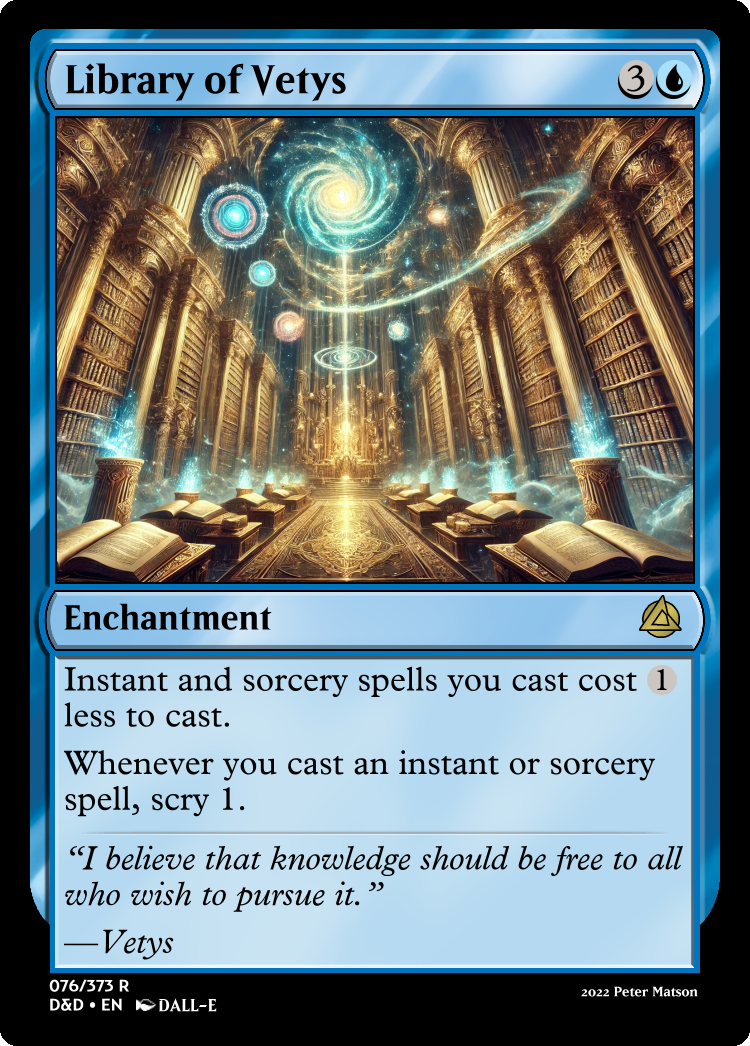 Library of Vetys 3
Enchantment
Instant and sorcery spells you cast cost 1
less to cast.
Whenever you cast an instant or sorcery
spell, scry 1.
“I believe that knowledge should be free to all
who wish to pursue it.”
—Vetys
076/373 R
D&D • EN DALL-E
2022 Peter Matson